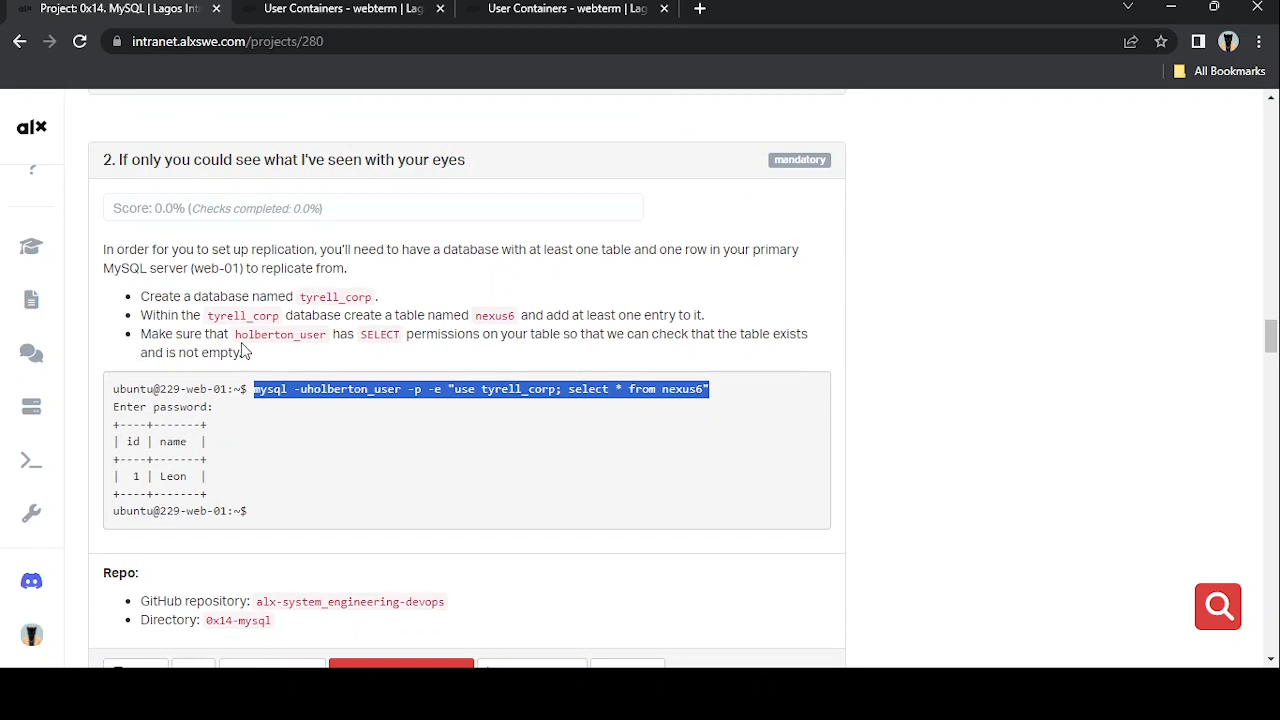 Project: 0x14. MySQL | Lagos Int
User Containers - webterm | Lag
User Containers - webterm | Lag
intranet.alxswe.com/projects/280
All Bookmarks
alx
2. If only you could see what I've seen with your eyes
mandatory
Score: 0.0% (Checks completed: 0.0%)
In order for you to set up replication, you'll need to have a database with at least one table and one row in your primary
MySQL server (web-01) to replicate from.
• Create a database named tyrell_corp.
• Within the tyrell_corp database create a table named nexus6 and add at least one entry to it.
• Make sure that holberton_user has SELECT permissions on your table so that we can check that the table exists
and is not empty.
ubuntu@229-web-01:~$ mysql -uholberton_user -p -e "use tyrell_corp; select * from nexus6"
Enter password:
+----+-------+
| id | name  |
+----+-------+
|  1 | Leon  |
+----+-------+
ubuntu@229-web-01:~$
Repo:
• GitHub repository: alx-system_engineering-devops
• Directory: 0x14-mysql